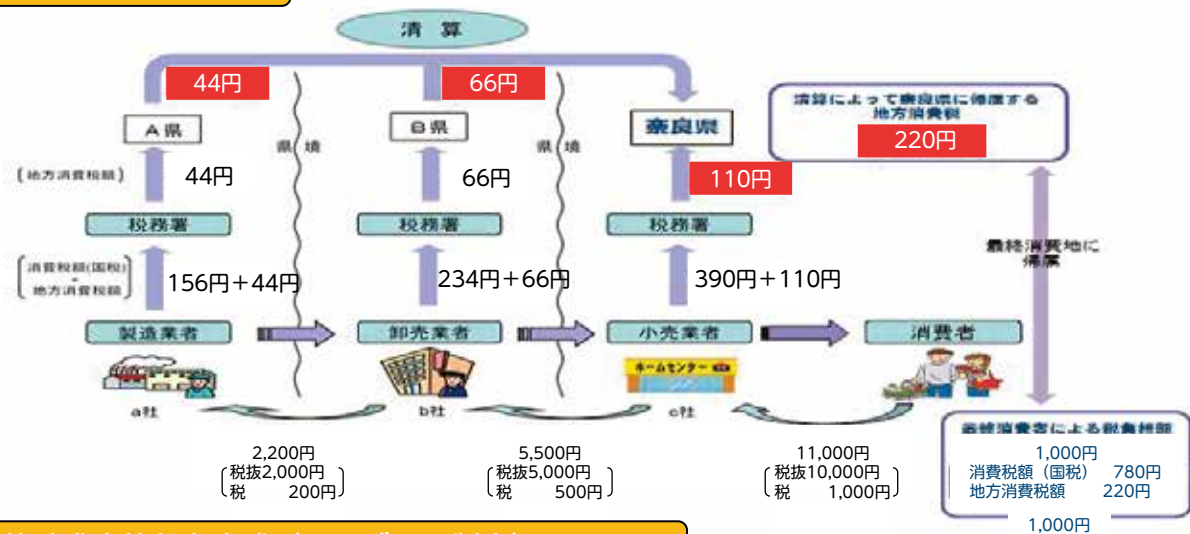 清算
44円
66円
A県
B県
奈良県
県境
県境
清算によって奈良県に帰属する
地方消費税
220円
(地方消費税額)
44円
66円
110円
税務署
税務署
税務署
最終消費地に
帰属
消費税額(国税)
+
地方消費税額
156円+44円
234円+66円
390円+110円
製造業者
卸売業者
小売業者
消費者
ホームセンター
a社
b社
c社
2,200円
税抜2,000円
税 200円
5,500円
税抜5,000円
税 500円
11,000円
税抜10,000円
税 1,000円
最終消費者による税負担額
1,000円
消費税額(国税) 780円
地方消費税額 220円
1,000円